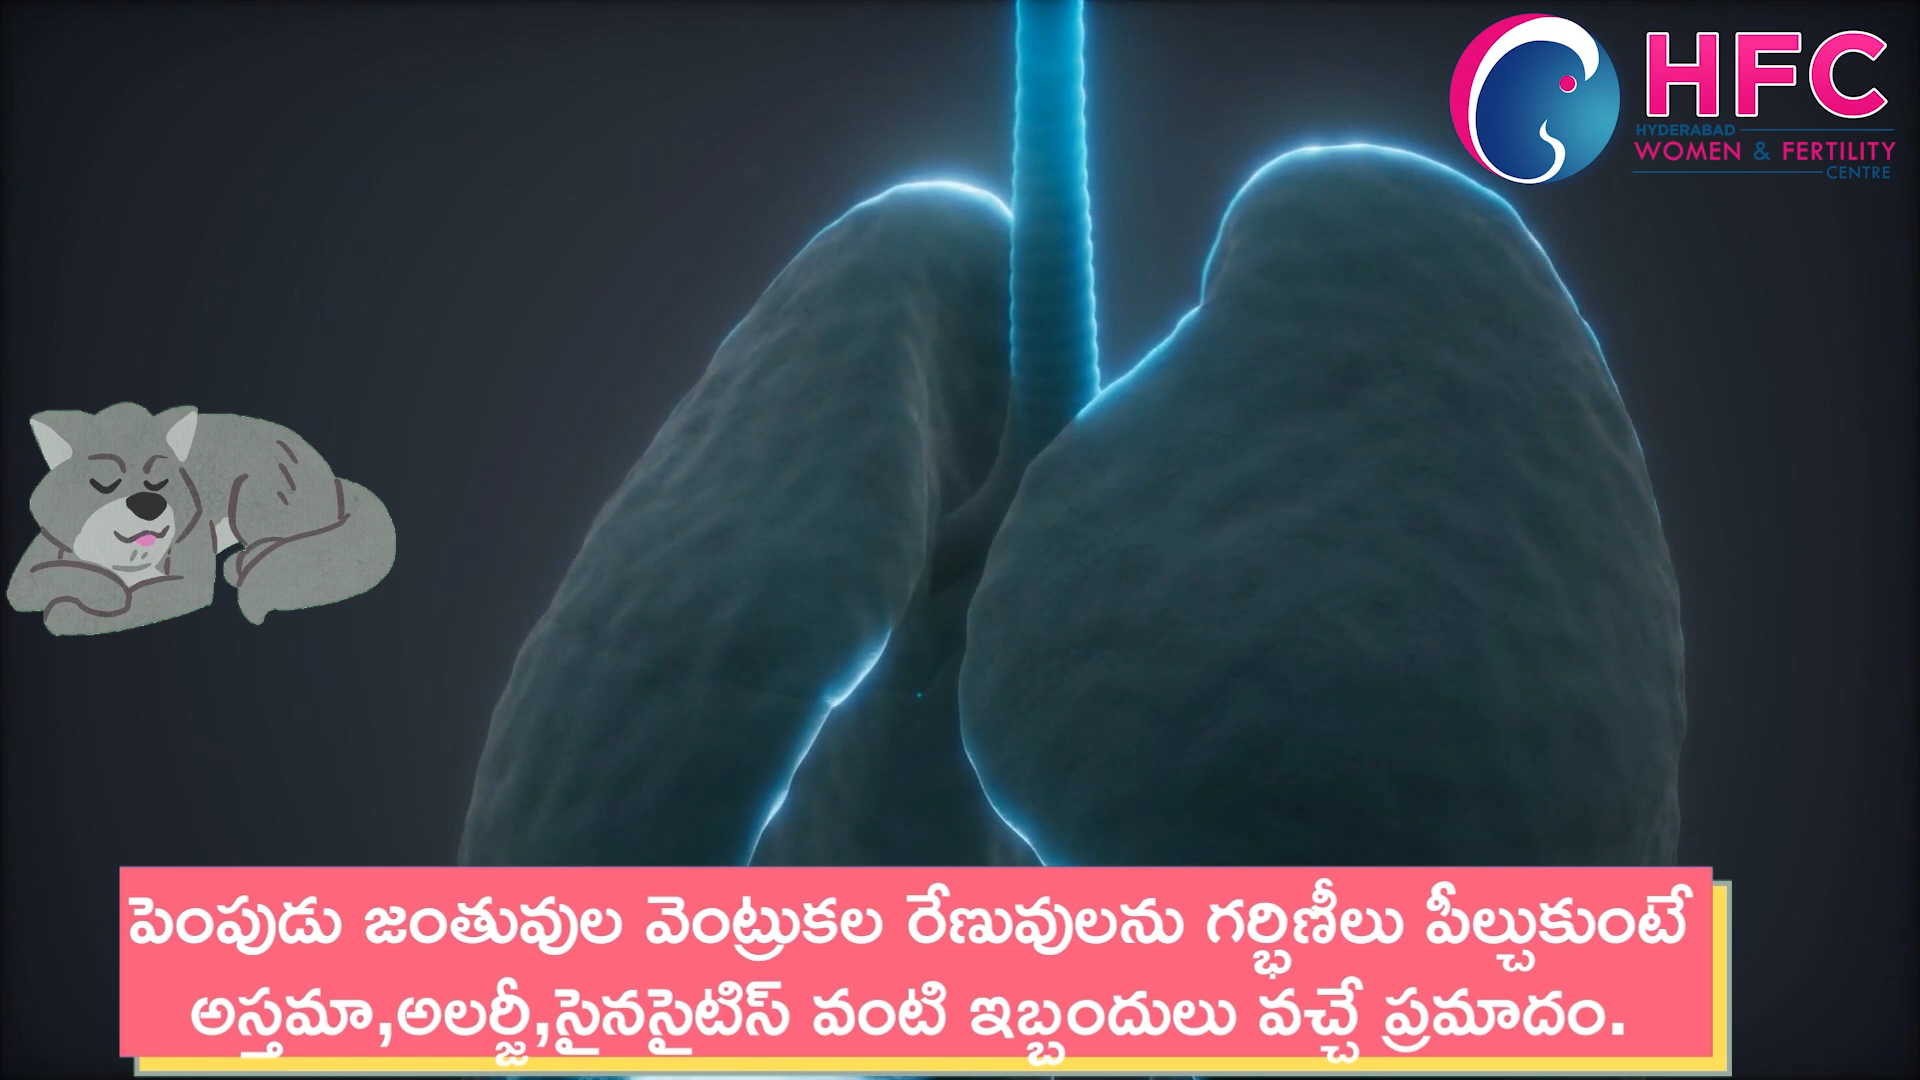 HFC
HYDERABAD
WOMEN & FERTILITY
CENTRE
పెంపుడు జంతువుల వెంట్రుకల రేణువులను గర్భిణీలు పీల్చుకుంటే
అస్తమా,అలర్జీ,సైనసైటిస్ వంటి ఇబ్బందులు వచ్చే ప్రమాదం.